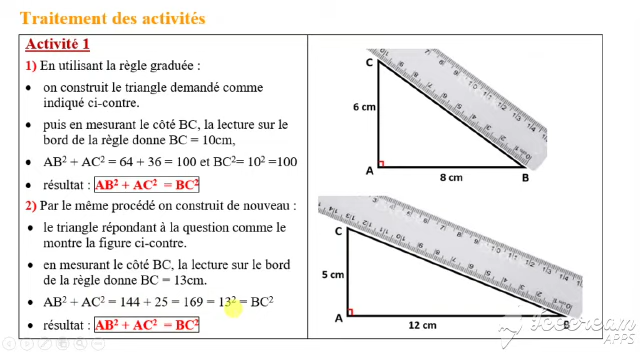 Traitement des activités
Activité 1
1) En utilisant la règle graduée :
• on construit le triangle demandé comme
indiqué ci-contre.
• puis en mesurant le côté BC, la lecture sur le
bord de la règle donne BC = 10cm,
• AB² + AC² = 64 + 36 = 100 et BC²= 10² =100
• résultat : AB² + AC² = BC²
2) Par le même procédé on construit de nouveau :
• le triangle répondant à la question comme le
montre la figure ci-contre.
• en mesurant le côté BC, la lecture sur le bord
de la règle donne BC = 13cm.
• AB² + AC² = 144 + 25 = 169 = 13² = BC²
• résultat : AB² + AC² = BC²
C
6 cm
A
8 cm
B
C
5 cm
A
12 cm
B
Icecream
APPS